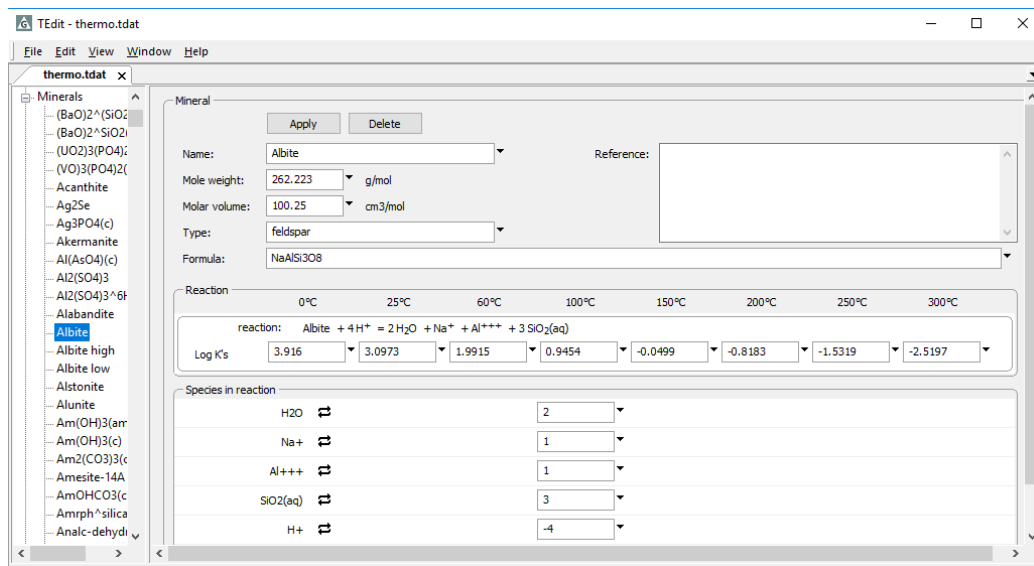 TEdit - thermo.tdat
File Edit View Window Help
thermo.tdat x
Minerals
(BaO)2^(SiO2
(BaO)2^SiO2(
(UO2)3(PO4)2
(VO)3(PO4)2(
Acanthite
Ag2Se
Ag3PO4(c)
Akermanite
Al(AsO4)(c)
Al2(SO4)3
Al2(SO4)3^6H
Alabandite
Albite
Albite high
Albite low
Alstonite
Alunite
Am(OH)3(am
Am(OH)3(c)
Am2(CO3)3(c
Amesite-14A
AmOHCO3(c
Amrph^silica
Analc-dehydr
Mineral
Apply Delete
Name: Albite Reference:
Mole weight: 262.223 g/mol
Molar volume: 100.25 cm3/mol
Type: feldspar
Formula: NaAlSi3O8
Reaction
0°C 25°C 60°C 100°C 150°C 200°C 250°C 300°C
reaction: Albite + 4 H⁺ = 2 H₂O + Na⁺ + Al⁺⁺⁺ + 3 SiO₂(aq)
Log K's 3.916 3.0973 1.9915 0.9454 -0.0499 -0.8183 -1.5319 -2.5197
Species in reaction
H2O 2
Na+ 1
Al+++ 1
SiO2(aq) 3
H+ -4